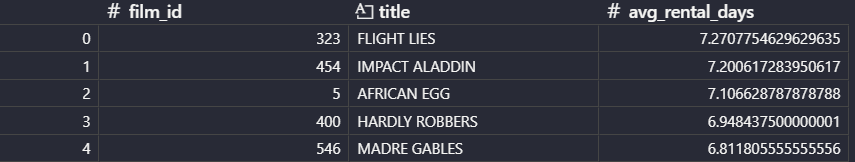 # film_id A title # avg_rental_days
0 323 FLIGHT LIES 7.2707754629629635
1 454 IMPACT ALADDIN 7.200617283950617
2 5 AFRICAN EGG 7.106628787878788
3 400 HARDLY ROBBERS 6.948437500000001
4 546 MADRE GABLES 6.811805555555556